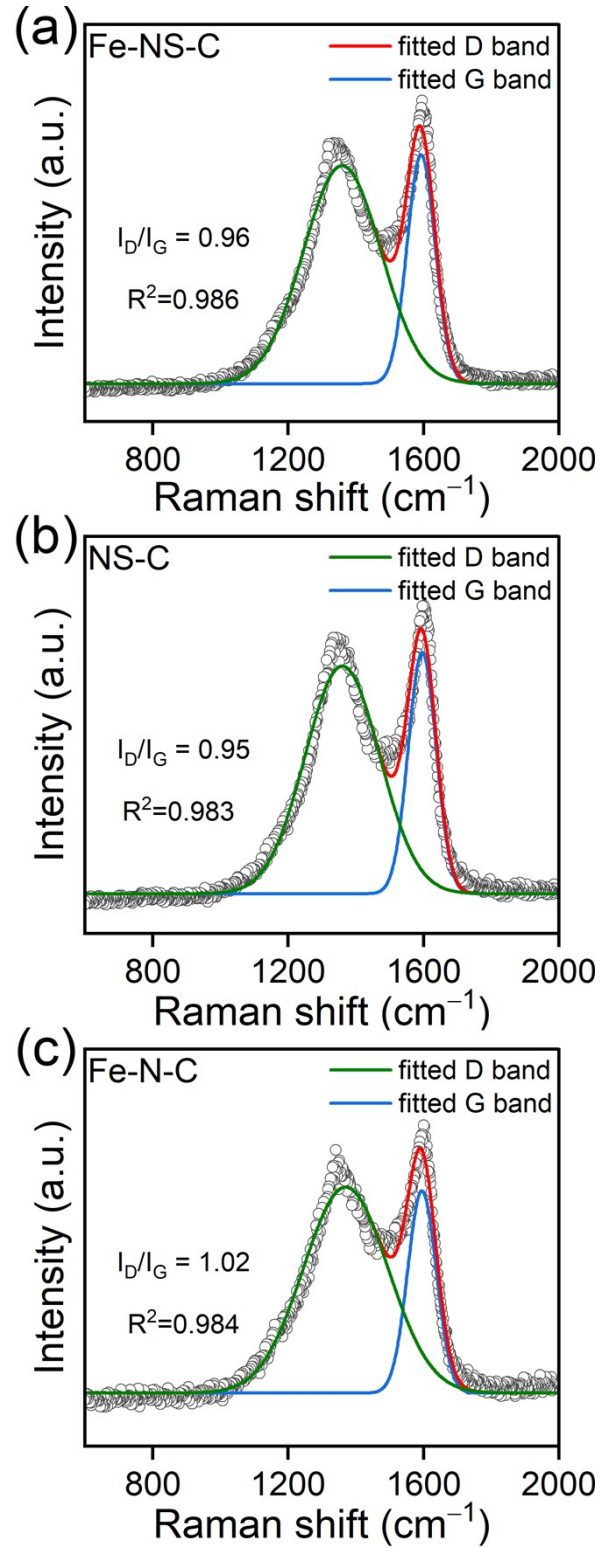 (a)
Fe-NS-C
fitted D band
fitted G band
I_D/I_G = 0.96
R²=0.986
Intensity (a.u.)
800 1200 1600 2000
Raman shift (cm⁻¹)
(b)
NS-C
fitted D band
fitted G band
I_D/I_G = 0.95
R²=0.983
Intensity (a.u.)
800 1200 1600 2000
Raman shift (cm⁻¹)
(c)
Fe-N-C
fitted D band
fitted G band
I_D/I_G = 1.02
R²=0.984
Intensity (a.u.)
800 1200 1600 2000
Raman shift (cm⁻¹)